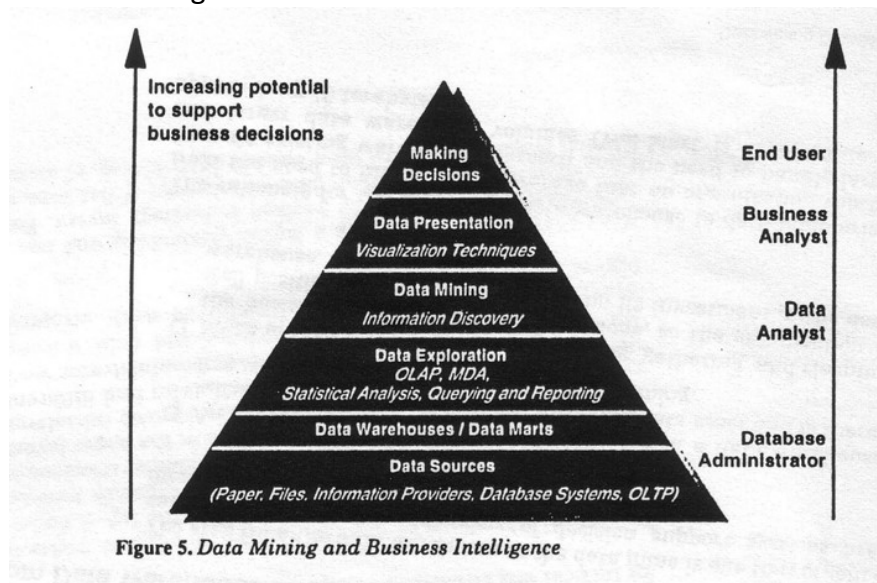 Increasing potential
to support
business decisions
Making
Decisions
End User
Data Presentation
Visualization Techniques
Business
Analyst
Data Mining
Information Discovery
Data
Analyst
Data Exploration
OLAP, MDA,
Statistical Analysis, Querying and Reporting
Data Warehouses / Data Marts
Data Sources
(Paper, Files, Information Providers, Database Systems, OLTP)
Database
Administrator
Figure 5. Data Mining and Business Intelligence